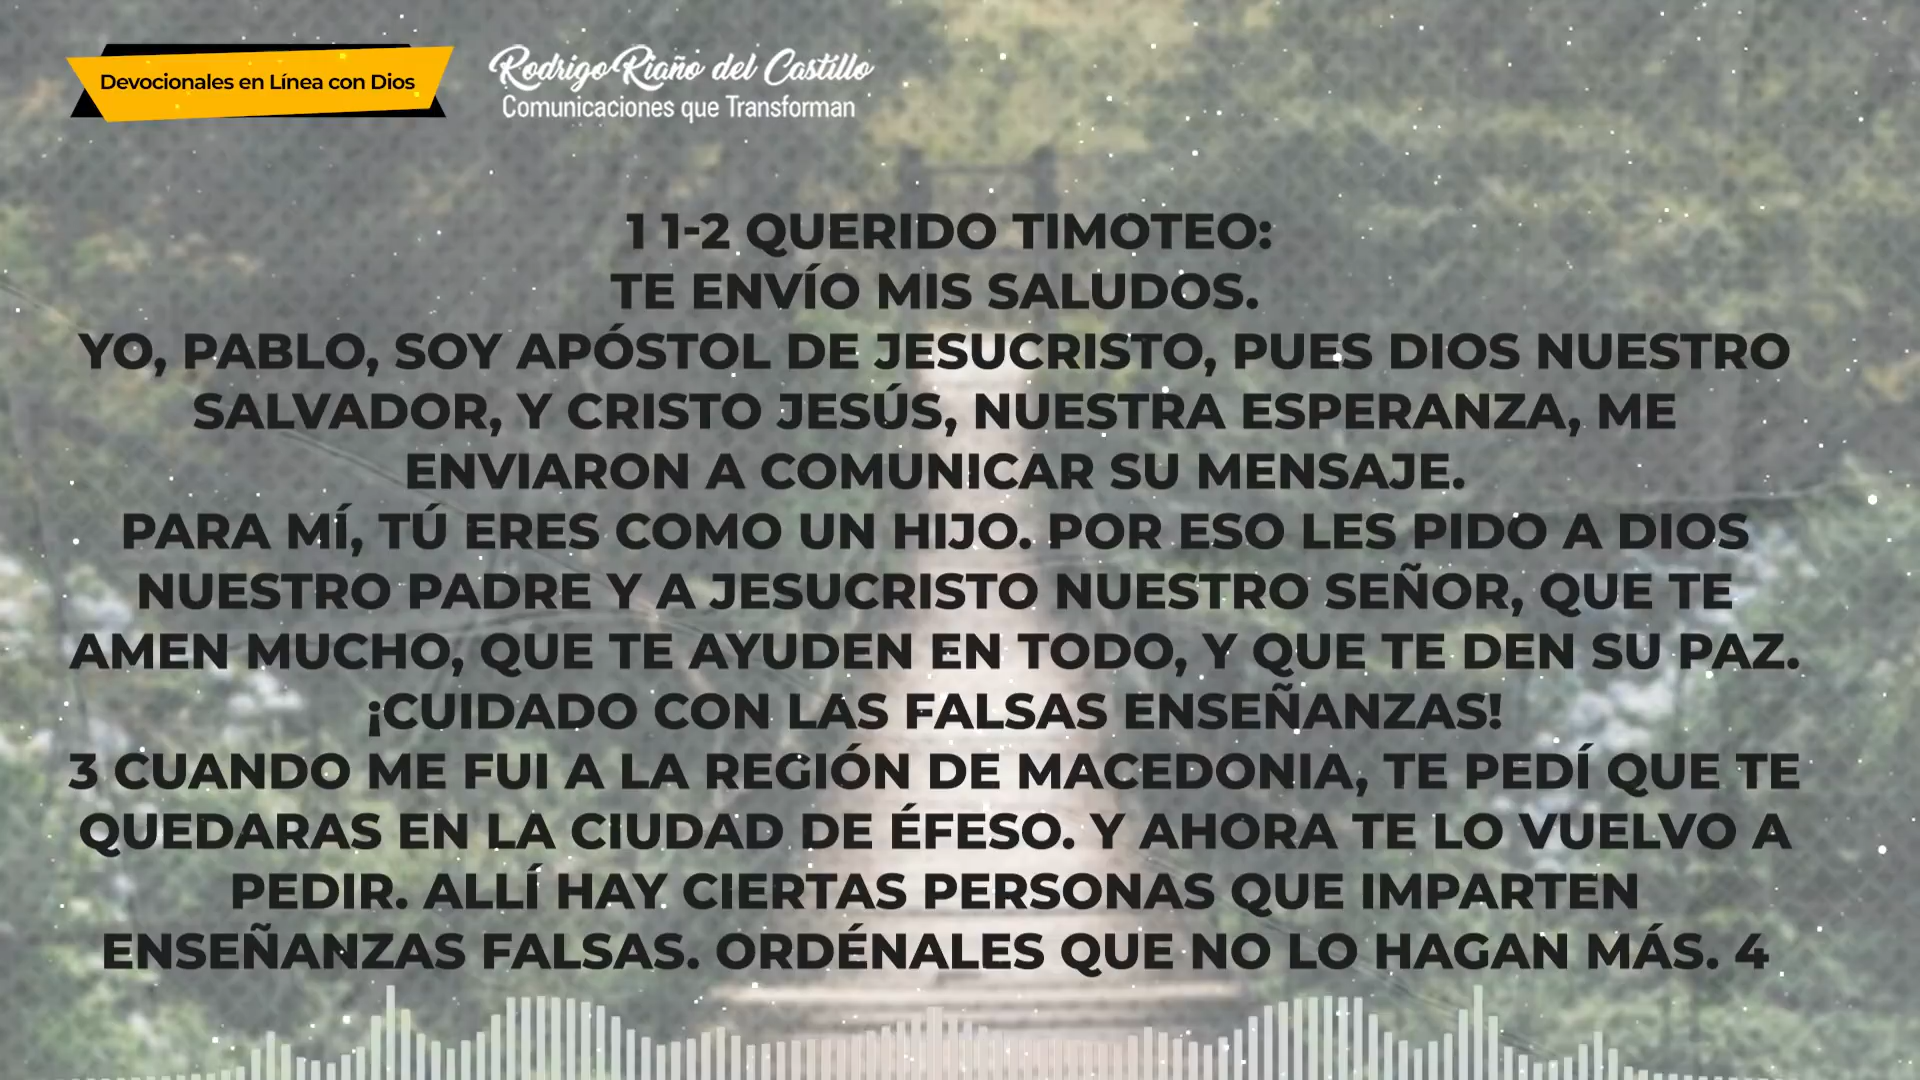 Devocionales en Línea con Dios
Rodrigo Riaño del Castillo
Comunicaciones que Transforman
1 1-2 QUERIDO TIMOTEO:
TE ENVÍO MIS SALUDOS.
YO, PABLO, SOY APÓSTOL DE JESUCRISTO, PUES DIOS NUESTRO
SALVADOR, Y CRISTO JESÚS, NUESTRA ESPERANZA, ME
ENVIARON A COMUNICAR SU MENSAJE.
PARA MÍ, TÚ ERES COMO UN HIJO. POR ESO LES PIDO A DIOS
NUESTRO PADRE Y A JESUCRISTO NUESTRO SEÑOR, QUE TE
AMEN MUCHO, QUE TE AYUDEN EN TODO, Y QUE TE DEN SU PAZ.
¡CUIDADO CON LAS FALSAS ENSEÑANZAS!
3 CUANDO ME FUI A LA REGIÓN DE MACEDONIA, TE PEDÍ QUE TE
QUEDARAS EN LA CIUDAD DE ÉFESO. Y AHORA TE LO VUELVO A
PEDIR. ALLÍ HAY CIERTAS PERSONAS QUE IMPARTEN
ENSEÑANZAS FALSAS. ORDÉNALES QUE NO LO HAGAN MÁS. 4